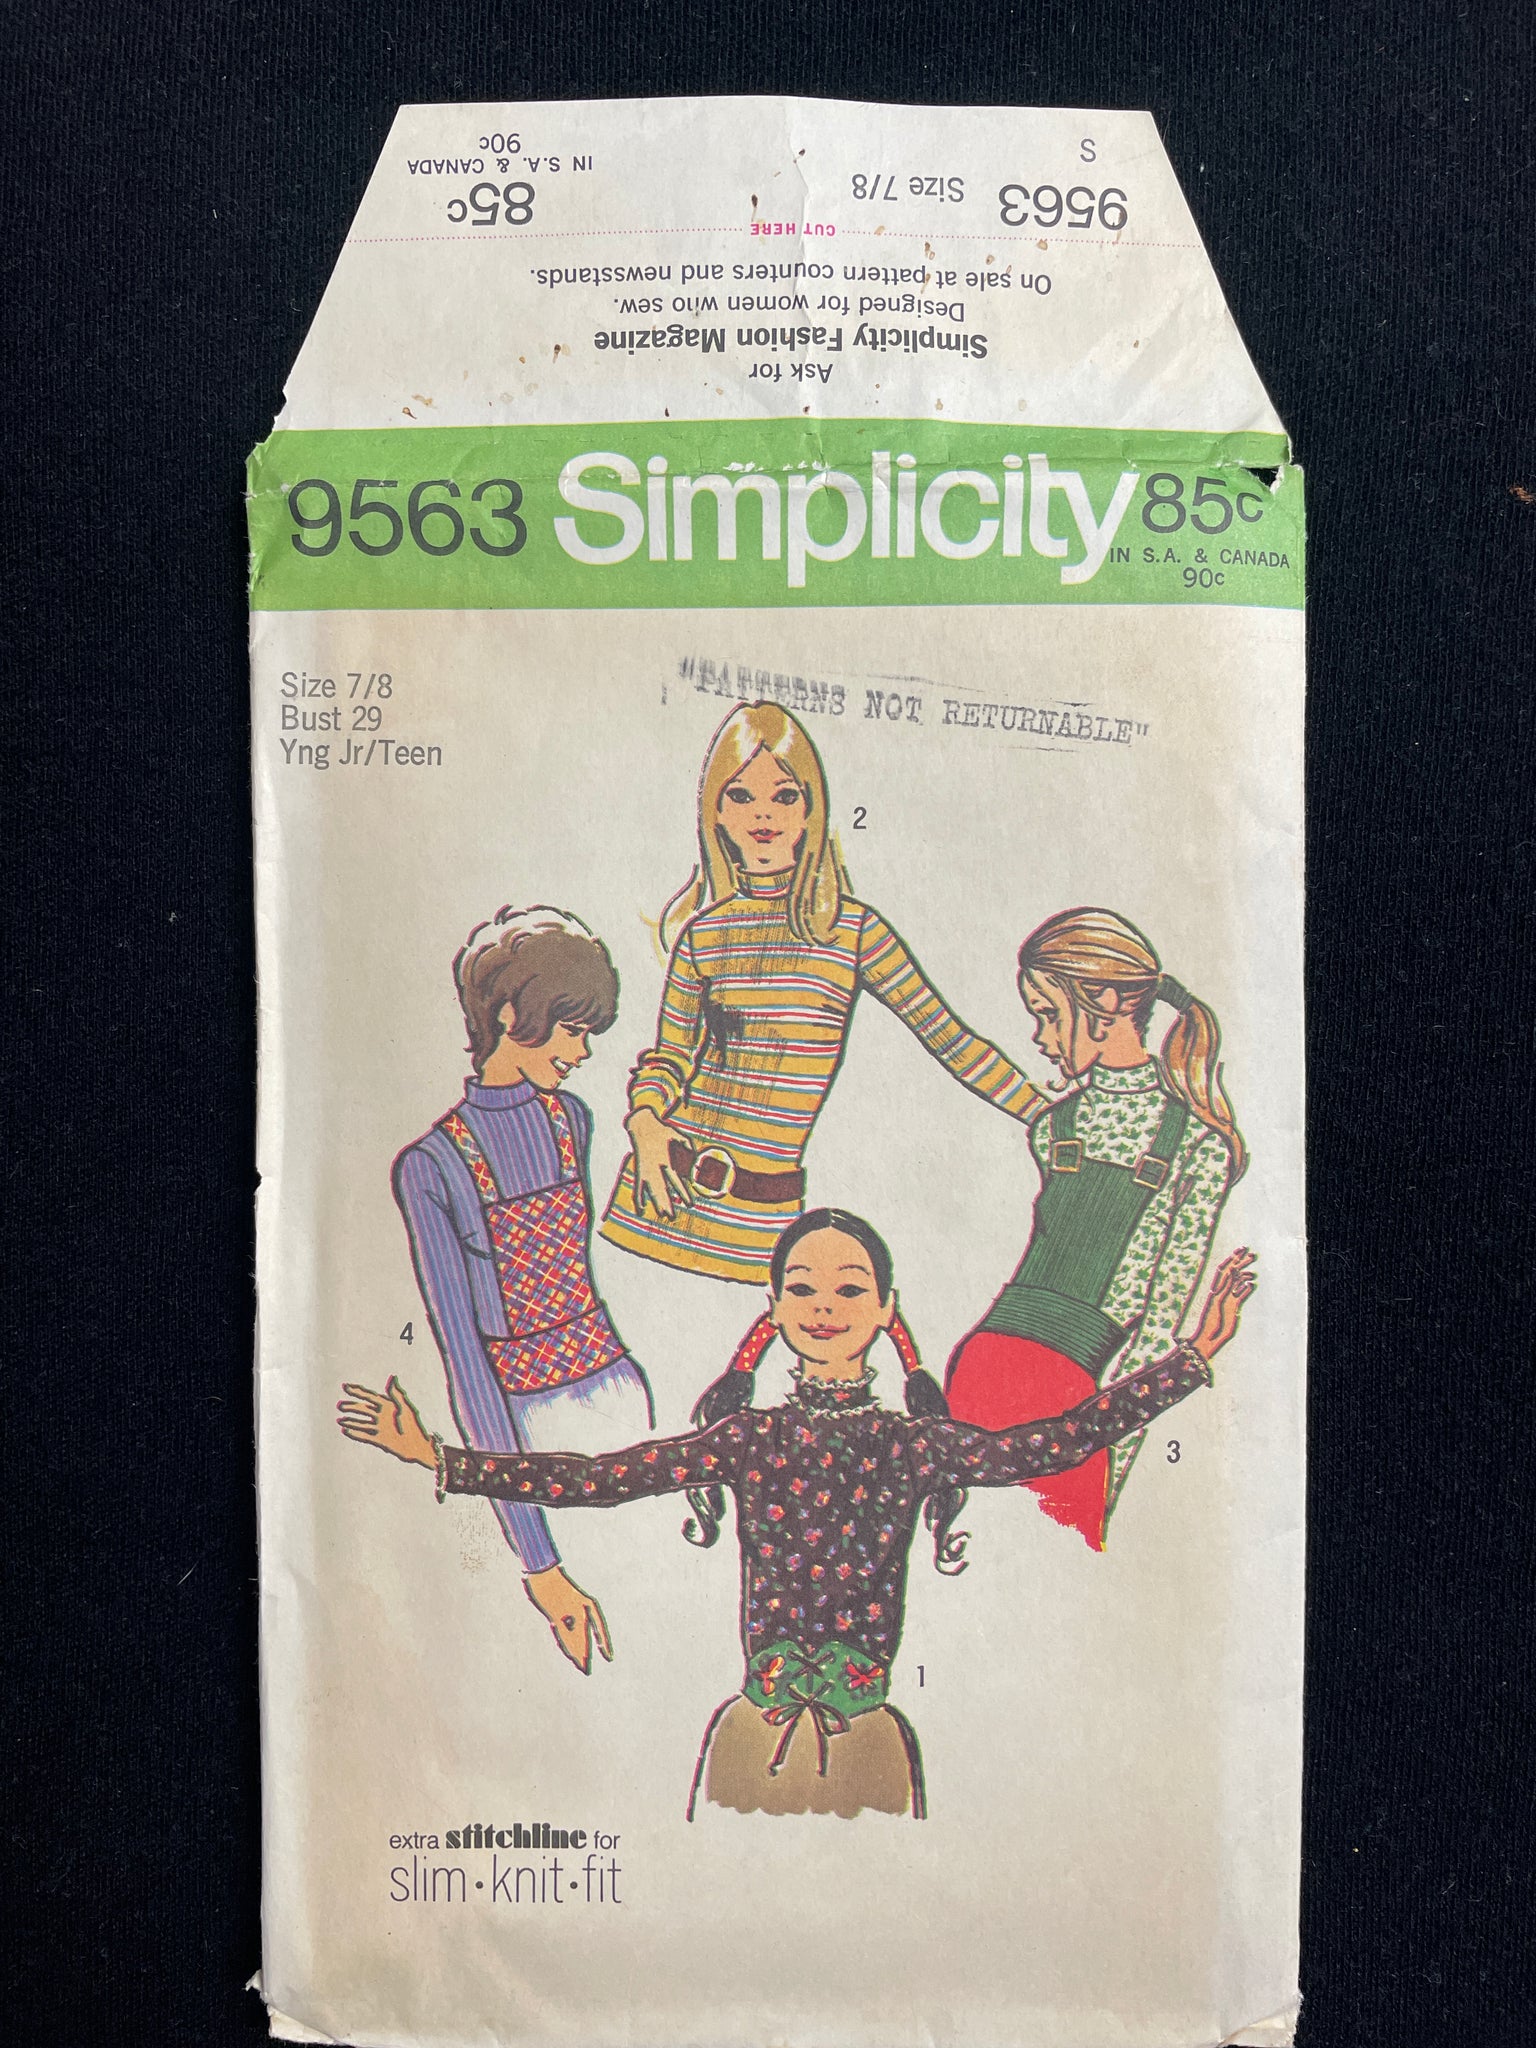 S
9563 Size 7/8 85c
IN S.A. & CANADA
90c
CUT HERE
On sale at pattern counters and newsstands.
Designed for women who sew.
Simplicity Fashion Magazine
Ask for
9563 Simplicity 85c
IN S.A. & CANADA
90c
Size 7/8
Bust 29
Yng Jr/Teen
"PATTERNS NOT RETURNABLE"
2
4
3
1
extra stitchline for
slim•knit•fit